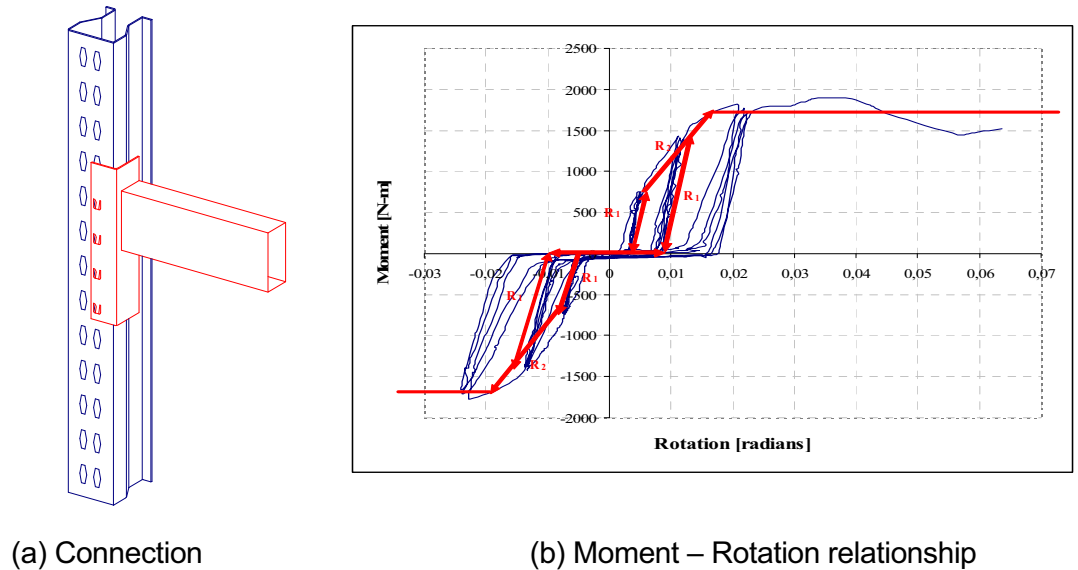 2500
2000
1500
1000
500
0
-500
-1000
-1500
-2000
-0.03 -0.02 -0.01 0 0.01 0.02 0.03 0.04 0.05 0.06 0.07
R2
R1
R1
R1
R2
Moment [N-m]
Rotation [radians]
(a) Connection
(b) Moment – Rotation relationship